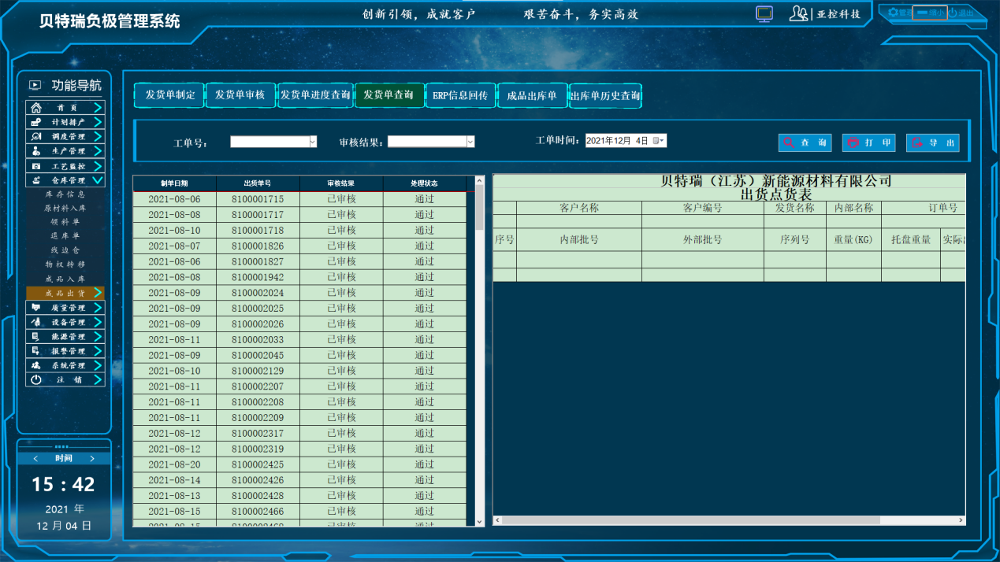 贝特瑞负极管理系统
创新引领，成就客户 艰苦奋斗，务实高效
亚控科技
管理 缩小 退出
功能导航
首 页
计划排产
调度管理
生产管理
工艺监控
仓库管理
库存信息
原材料入库
领料单
退库单
线边仓
物权转移
成品入库
成品出货
质量管理
设备管理
能源管理
报警管理
系统管理
注 销
< 时间 >
15 : 42
2021 年
12 月 04 日
发货单制定 发货单审核 发货单进度查询 发货单查询 ERP信息回传 成品出库单 出库单历史查询
工单号： 审核结果： 工单时间： 2021年12月 4日 查 询 打 印 导 出
制单日期 出货单号 审核结果 处理状态
2021-08-06 8100001715 已审核 通过
2021-08-08 8100001717 已审核 通过
2021-08-10 8100001718 已审核 通过
2021-08-07 8100001826 已审核 通过
2021-08-06 8100001827 已审核 通过
2021-08-08 8100001942 已审核 通过
2021-08-09 8100002024 已审核 通过
2021-08-09 8100002025 已审核 通过
2021-08-09 8100002026 已审核 通过
2021-08-11 8100002033 已审核 通过
2021-08-09 8100002045 已审核 通过
2021-08-10 8100002129 已审核 通过
2021-08-11 8100002207 已审核 通过
2021-08-11 8100002208 已审核 通过
2021-08-11 8100002209 已审核 通过
2021-08-12 8100002317 已审核 通过
2021-08-12 8100002319 已审核 通过
2021-08-20 8100002425 已审核 通过
2021-08-14 8100002426 已审核 通过
2021-08-13 8100002428 已审核 通过
2021-08-15 8100002466 已审核 通过
贝特瑞（江苏）新能源材料有限公司
出货点货表
客户名称 客户编号 发货名称 内部名称 订单号
序号 内部批号 外部批号 序列号 重量(KG) 托盘重量 实际